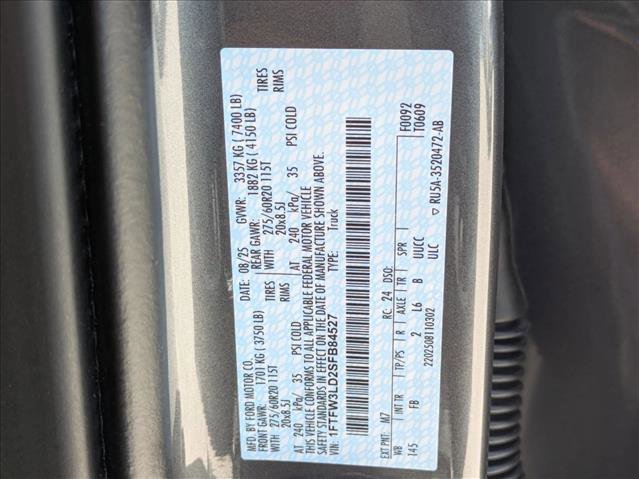 MFD. BY FORD MOTOR CO.
DATE: 08/25 GVWR: 3357 KG ( 7400 LB)
FRONT GAWR: 1701 KG ( 3750 LB) REAR GAWR: 1882 KG ( 4150 LB)
WITH 275/60R20 115T TIRES WITH 275/60R20 115T TIRES
20x8.5J RIMS 20x8.5J RIMS
AT 240 kPa/ 35 PSI COLD AT 240 kPa/ 35 PSI COLD
THIS VEHICLE CONFORMS TO ALL APPLICABLE FEDERAL MOTOR VEHICLE
SAFETY STANDARDS IN EFFECT ON THE DATE OF MANUFACTURE SHOWN ABOVE.
VIN: 1FTFW3LD2SFB84527 TYPE: Truck
F0092
T0609
EXT PNT: M7 RC: 24 DSO:
WB INT TR TP/PS R AXLE TR SPR
145 FB 2 L6 B UUCC
ULC
2202508110302
▽ RU5A-3520472-AB